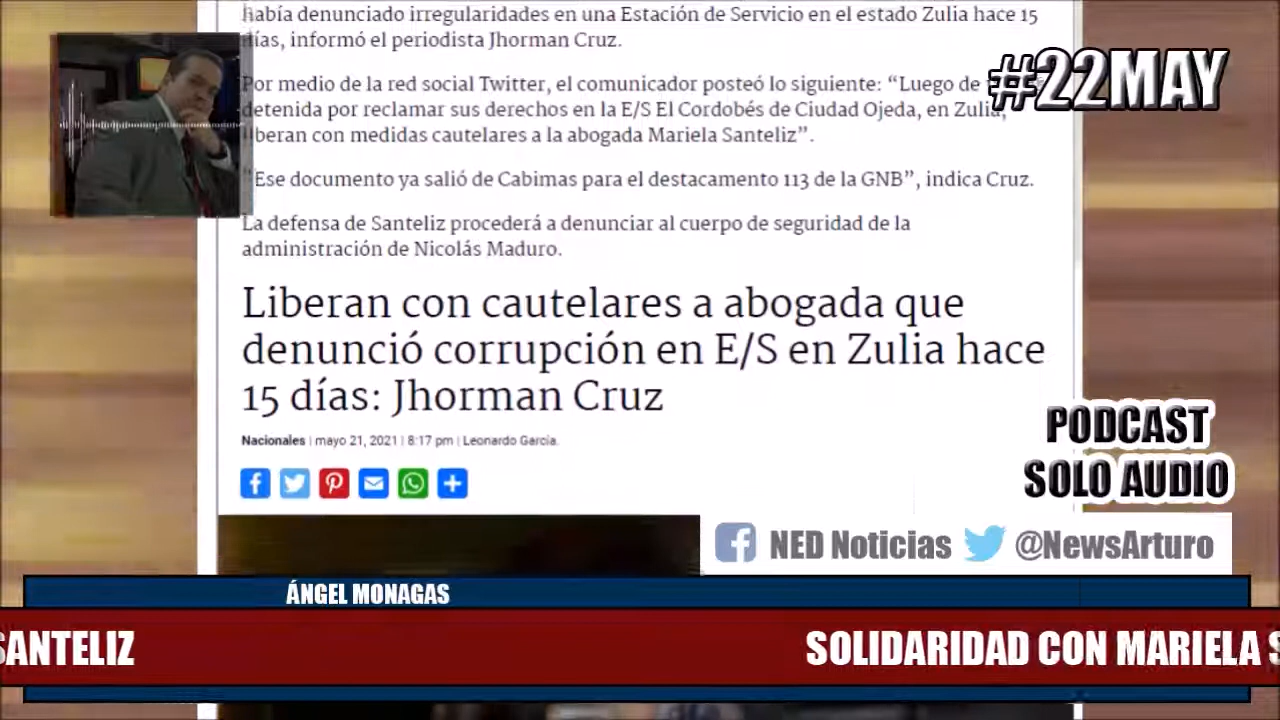 había denunciado irregularidades en una Estación de Servicio en el estado Zulia hace 15
días, informó el periodista Jhorman Cruz.
#22MAY
Por medio de la red social Twitter, el comunicador posteó lo siguiente: “Luego de
detenida por reclamar sus derechos en la E/S El Cordobés de Ciudad Ojeda, en Zulia,
liberan con medidas cautelares a la abogada Mariela Santeliz”.
“Ese documento ya salió de Cabimas para el destacamento 113 de la GNB”, indica Cruz.
La defensa de Santeliz procederá a denunciar al cuerpo de seguridad de la
administración de Nicolás Maduro.
Liberan con cautelares a abogada que
denunció corrupción en E/S en Zulia hace
15 días: Jhorman Cruz
Nacionales | mayo 21, 2021 | 8:17 pm | Leonardo García
PODCAST
SOLO AUDIO
NED Noticias @NewsArturo
ÁNGEL MONAGAS
SANTELIZ SOLIDARIDAD CON MARIELA S